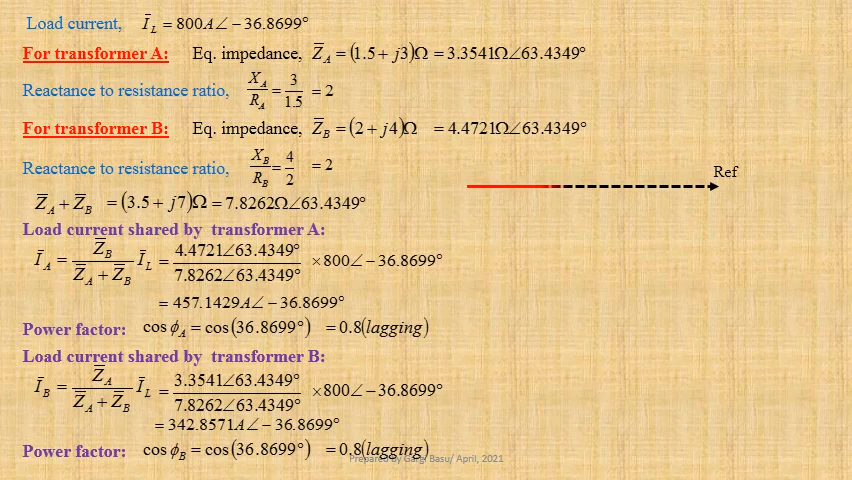 Load current, Ī_L = 800A∠−36.8699°
For transformer A: Eq. impedance, Z̄_A = (1.5 + j3)Ω = 3.3541Ω∠63.4349°
Reactance to resistance ratio, X_A/R_A = 3/1.5 = 2
For transformer B: Eq. impedance, Z̄_B = (2 + j4)Ω = 4.4721Ω∠63.4349°
Reactance to resistance ratio, X_B/R_B = 4/2 = 2
Ref
Z̄_A + Z̄_B = (3.5 + j7)Ω = 7.8262Ω∠63.4349°
Load current shared by transformer A:
Ī_A = Z̄_B/(Z̄_A + Z̄_B) Ī_L = 4.4721∠63.4349°/7.8262∠63.4349° ×800∠−36.8699°
= 457.1429A∠−36.8699°
Power factor: cos ϕ_A = cos(36.8699°) = 0.8(lagging)
Load current shared by transformer B:
Ī_B = Z̄_A/(Z̄_A + Z̄_B) Ī_L = 3.3541∠63.4349°/7.8262∠63.4349° ×800∠−36.8699°
= 342.8571A∠−36.8699°
Power factor: cos ϕ_B = cos(36.8699°) = 0.8(lagging)
Prepared by Gargi Basu/ April, 2021